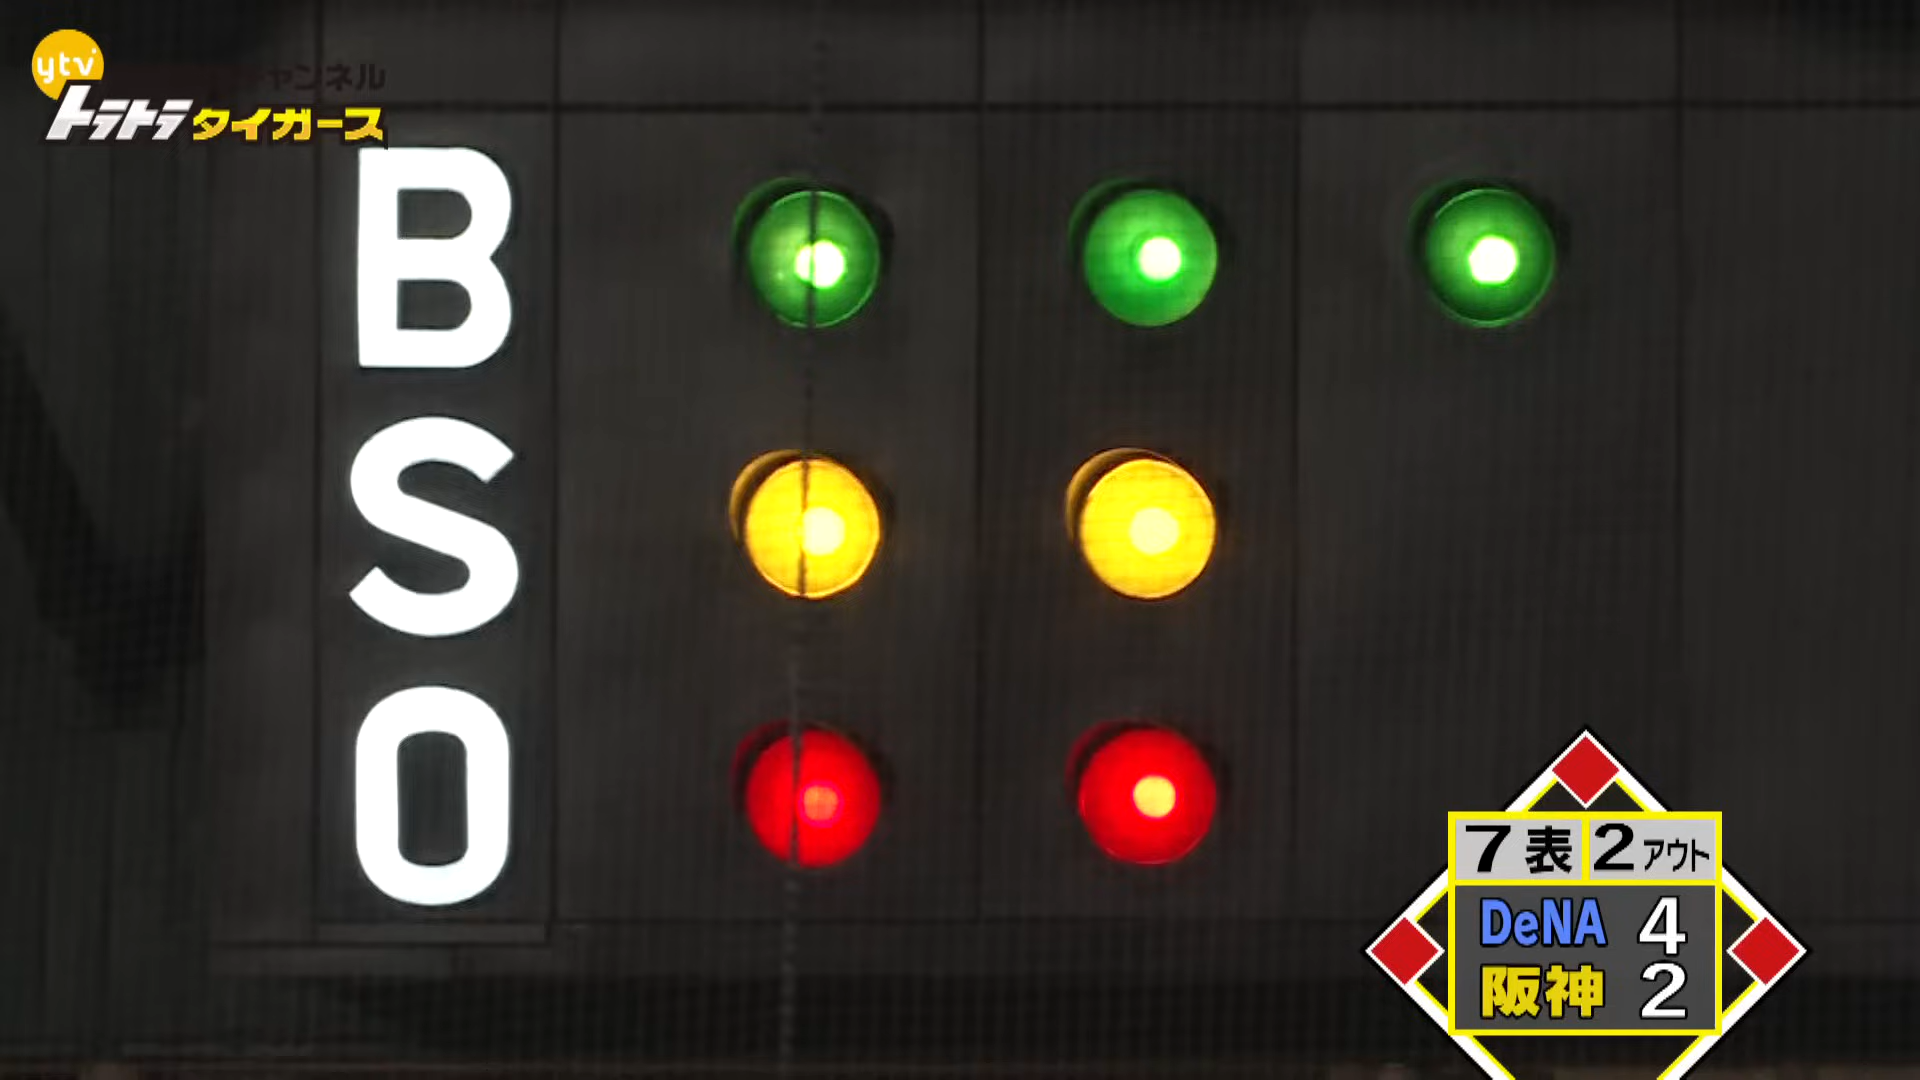 ytv
チャンネル
トラトラタイガース
B
S
O
7表 2アウト
DeNA 4
阪神 2